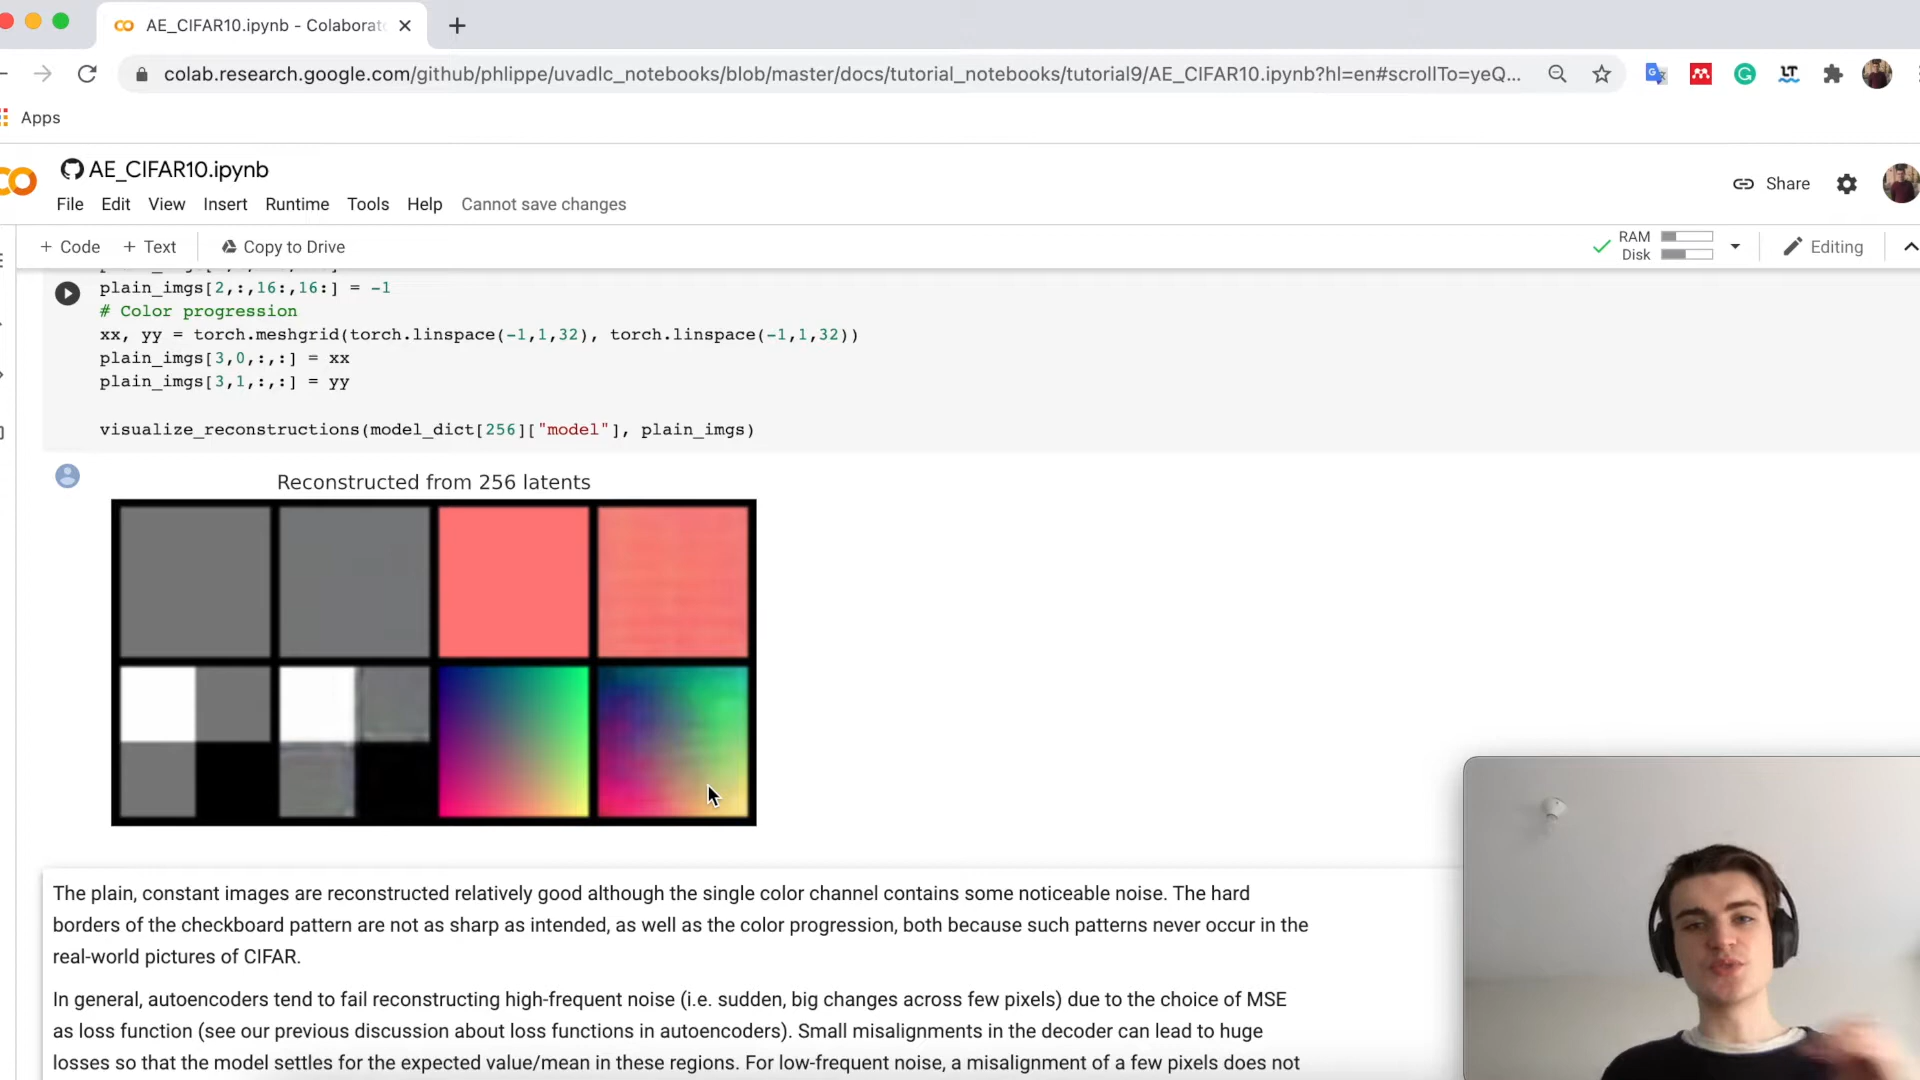 AE_CIFAR10.ipynb - Colaborat
colab.research.google.com/github/phlippe/uvadlc_notebooks/blob/master/docs/tutorial_notebooks/tutorial9/AE_CIFAR10.ipynb?hl=en#scrollTo=yeQ...
Apps
AE_CIFAR10.ipynb
Share
File Edit View Insert Runtime Tools Help Cannot save changes
+ Code + Text Copy to Drive
RAM
Disk
Editing
plain_imgs[2,:,16:,16:] = -1
# Color progression
xx, yy = torch.meshgrid(torch.linspace(-1,1,32), torch.linspace(-1,1,32))
plain_imgs[3,0,:,:] = xx
plain_imgs[3,1,:,:] = yy
visualize_reconstructions(model_dict[256]["model"], plain_imgs)
Reconstructed from 256 latents
The plain, constant images are reconstructed relatively good although the single color channel contains some noticeable noise. The hard
borders of the checkboard pattern are not as sharp as intended, as well as the color progression, both because such patterns never occur in the
real-world pictures of CIFAR.
In general, autoencoders tend to fail reconstructing high-frequent noise (i.e. sudden, big changes across few pixels) due to the choice of MSE
as loss function (see our previous discussion about loss functions in autoencoders). Small misalignments in the decoder can lead to huge
losses so that the model settles for the expected value/mean in these regions. For low-frequent noise, a misalignment of a few pixels does not